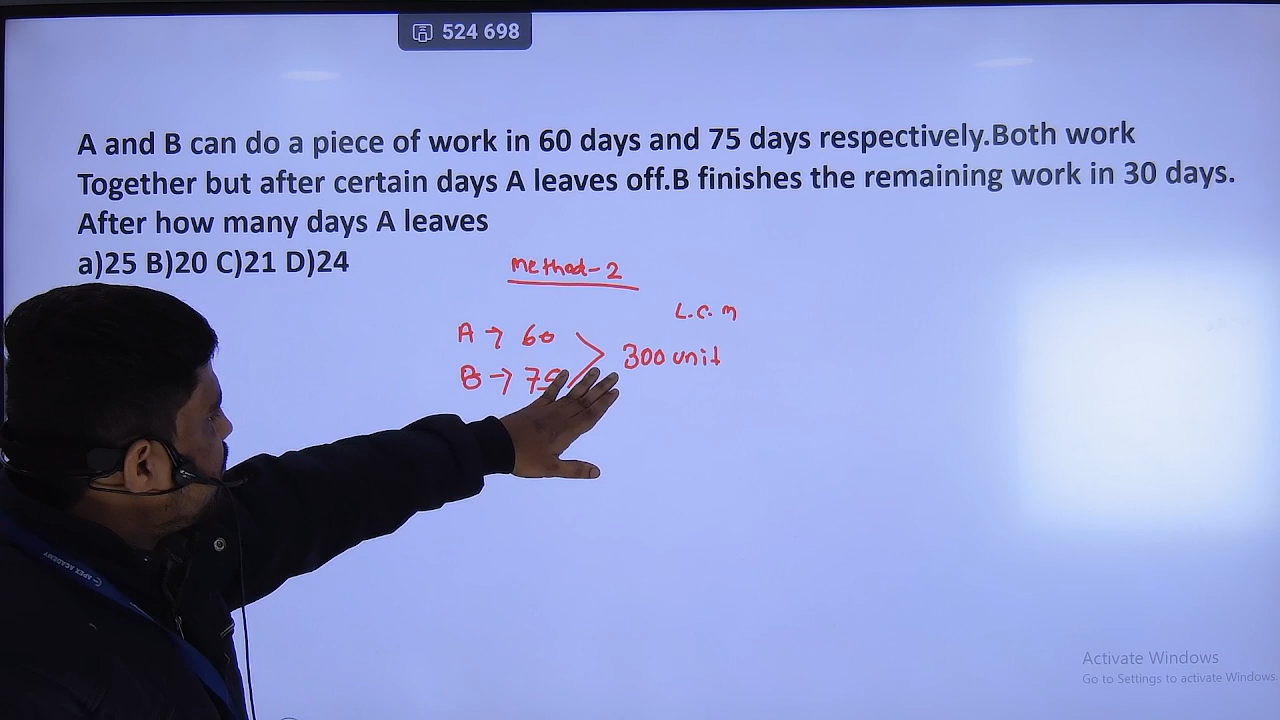 524 698
A and B can do a piece of work in 60 days and 75 days respectively.Both work
Together but after certain days A leaves off.B finishes the remaining work in 30 days.
After how many days A leaves
a)25 B)20 C)21 D)24
Method-2
L.C.M
A → 60
300 unit
B → 75
APEX ACADEMY
Activate Windows
Go to Settings to activate Windows.